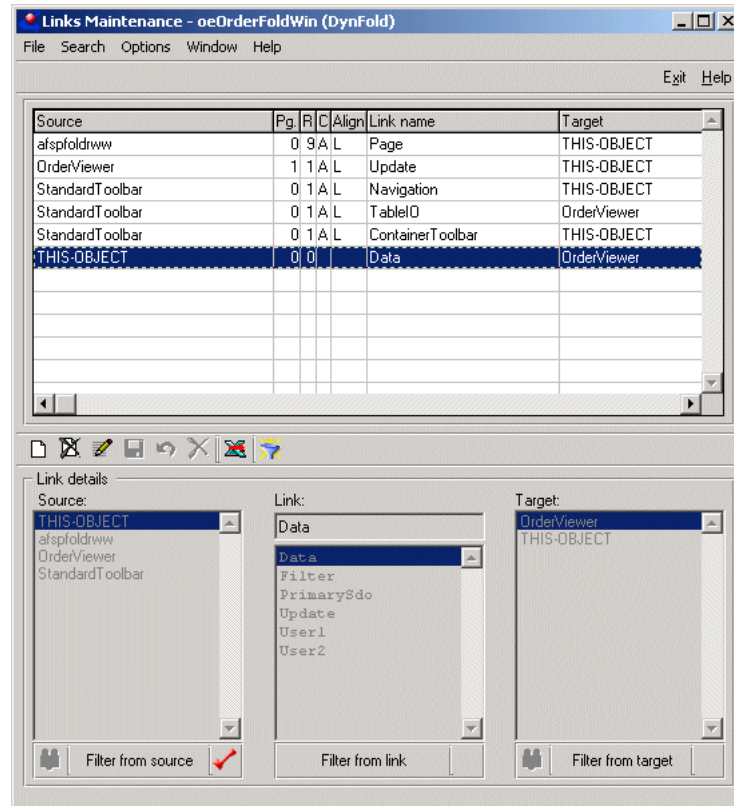 Links Maintenance - oeOrderFoldWin (DynFold)
File Search Options Window Help
Exit Help
Source Pg. R C Align Link name Target
afspfoldrww 0 9 A L Page THIS-OBJECT
OrderViewer 1 1 A L Update THIS-OBJECT
StandardToolbar 0 1 A L Navigation THIS-OBJECT
StandardToolbar 0 1 A L TableIO OrderViewer
StandardToolbar 0 1 A L ContainerToolbar THIS-OBJECT
THIS-OBJECT 0 0 Data OrderViewer
Link details
Source: Link: Target:
THIS-OBJECT Data OrderViewer
afspfoldrww Data THIS-OBJECT
OrderViewer Filter
StandardToolbar PrimarySdo
Update
User1
User2
Filter from source Filter from link Filter from target